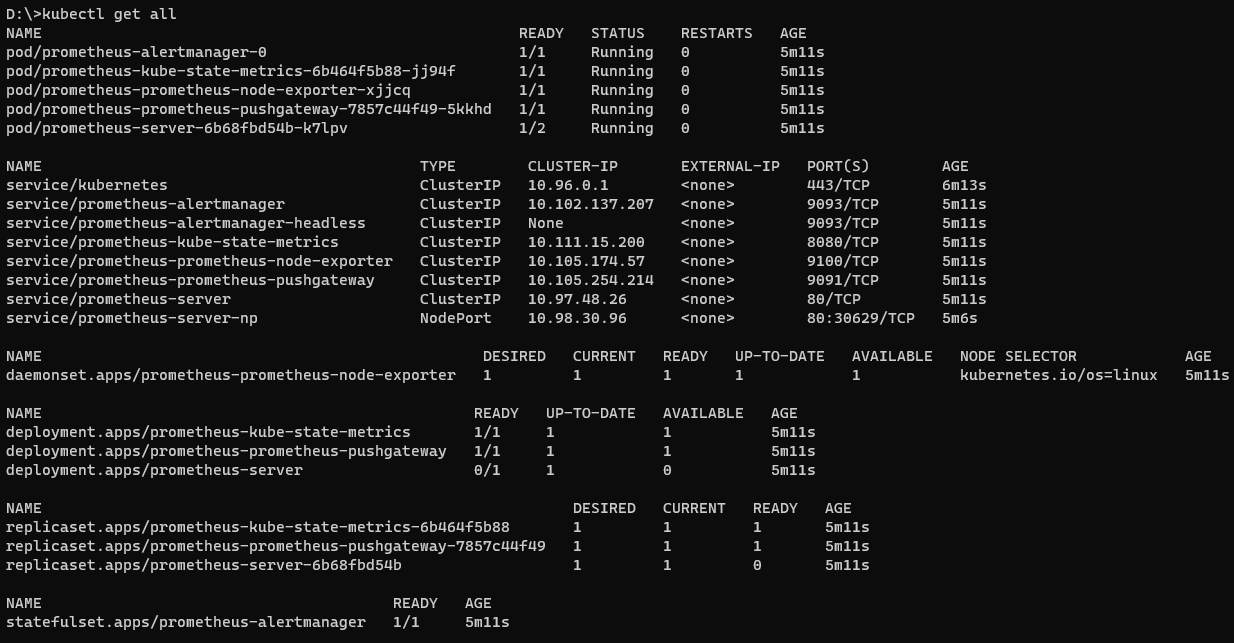 D:\>kubectl get all
NAME READY STATUS RESTARTS AGE
pod/prometheus-alertmanager-0 1/1 Running 0 5m11s
pod/prometheus-kube-state-metrics-6b464f5b88-jj94f 1/1 Running 0 5m11s
pod/prometheus-prometheus-node-exporter-xjjcq 1/1 Running 0 5m11s
pod/prometheus-prometheus-pushgateway-7857c44f49-5kkhd 1/1 Running 0 5m11s
pod/prometheus-server-6b68fbd54b-k7lpv 1/2 Running 0 5m11s
NAME TYPE CLUSTER-IP EXTERNAL-IP PORT(S) AGE
service/kubernetes ClusterIP 10.96.0.1 <none> 443/TCP 6m13s
service/prometheus-alertmanager ClusterIP 10.102.137.207 <none> 9093/TCP 5m11s
service/prometheus-alertmanager-headless ClusterIP None <none> 9093/TCP 5m11s
service/prometheus-kube-state-metrics ClusterIP 10.111.15.200 <none> 8080/TCP 5m11s
service/prometheus-prometheus-node-exporter ClusterIP 10.105.174.57 <none> 9100/TCP 5m11s
service/prometheus-prometheus-pushgateway ClusterIP 10.105.254.214 <none> 9091/TCP 5m11s
service/prometheus-server ClusterIP 10.97.48.26 <none> 80/TCP 5m11s
service/prometheus-server-np NodePort 10.98.30.96 <none> 80:30629/TCP 5m6s
NAME DESIRED CURRENT READY UP-TO-DATE AVAILABLE NODE SELECTOR AGE
daemonset.apps/prometheus-prometheus-node-exporter 1 1 1 1 1 kubernetes.io/os=linux 5m11s
NAME READY UP-TO-DATE AVAILABLE AGE
deployment.apps/prometheus-kube-state-metrics 1/1 1 1 5m11s
deployment.apps/prometheus-prometheus-pushgateway 1/1 1 1 5m11s
deployment.apps/prometheus-server 0/1 1 0 5m11s
NAME DESIRED CURRENT READY AGE
replicaset.apps/prometheus-kube-state-metrics-6b464f5b88 1 1 1 5m11s
replicaset.apps/prometheus-prometheus-pushgateway-7857c44f49 1 1 1 5m11s
replicaset.apps/prometheus-server-6b68fbd54b 1 1 0 5m11s
NAME READY AGE
statefulset.apps/prometheus-alertmanager 1/1 5m11s